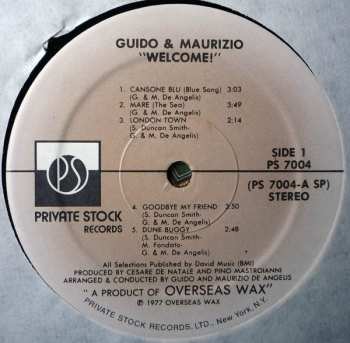 GUIDO & MAURIZIO
"WELCOME!"
1. CANSONE BLU (Blue Song) 3:03
(G. & M. De Angelis)
2. MARE (The Sea) 3:49
(G. & M. De Angelis)
3. LONDON TOWN 2:14
(S. Duncan Smith-
G. & M. De Angelis)
SIDE 1
PS 7004
PS
PRIVATE STOCK
RECORDS
(PS 7004-A SP)
STEREO
4. GOODBYE MY FRIEND 3:50
(S. Duncan Smith-
G. & M. De Angelis)
5. DUNE BUGGY 2:48
(S. Duncan Smith-
M. Fondato-
G. & M. De Angelis)
All Selections Published by David Music (BMI)
PRODUCED BY CESARE DE NATALE AND PINO MASTROIANNI
ARRANGED & CONDUCTED BY GUIDO AND MAURIZIO DE ANGELIS
"A PRODUCT OF OVERSEAS WAX"
℗ 1977 OVERSEAS WAX
PRIVATE STOCK RECORDS, LTD., New York, N.Y.